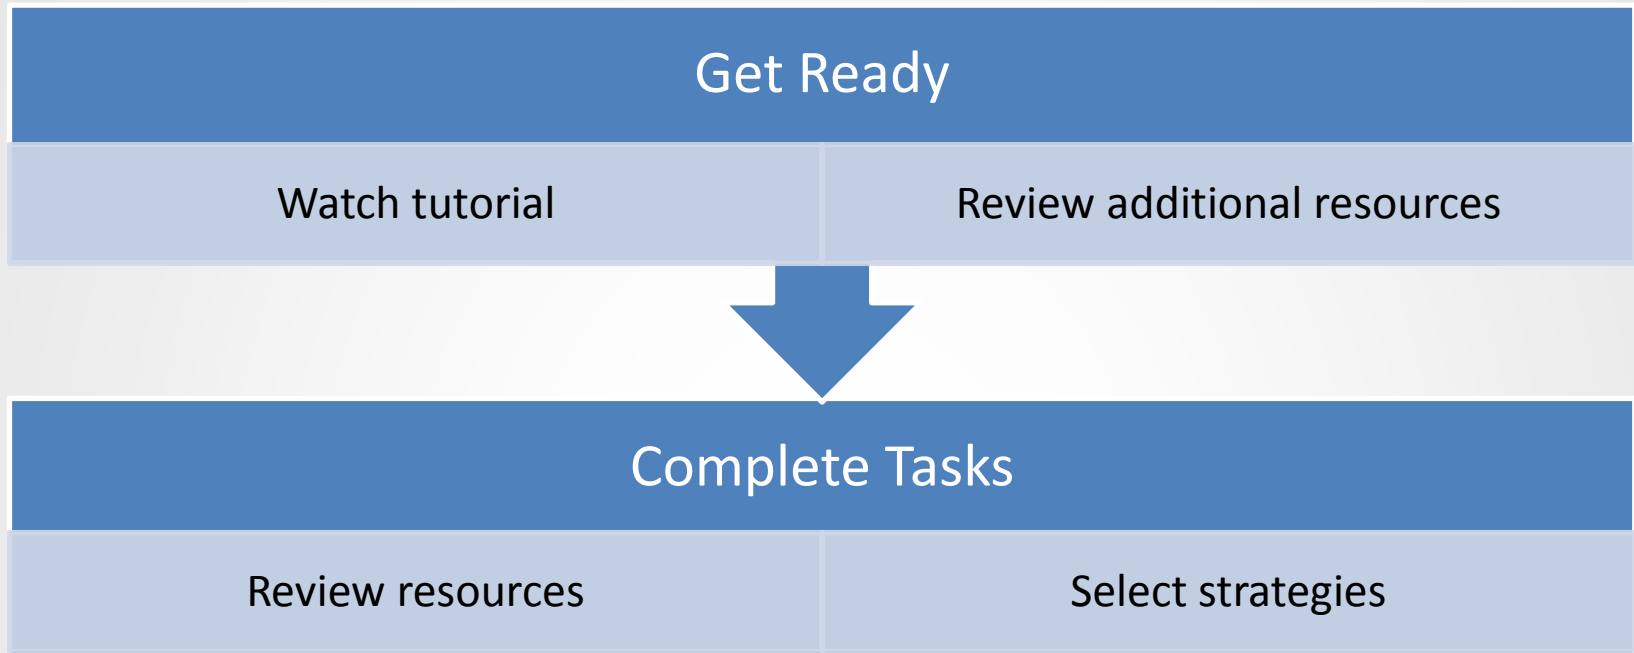 Get Ready
Watch tutorial
Review additional resources
Complete Tasks
Review resources
Select strategies